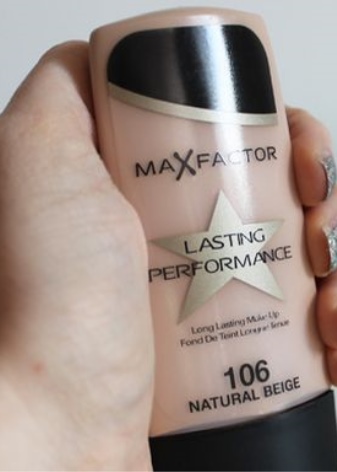 MAXFACTOR
LASTING
PERFORMANCE
Long Lasting Make-Up
Fond De Teint Longue Tenue
106
NATURAL BEIGE